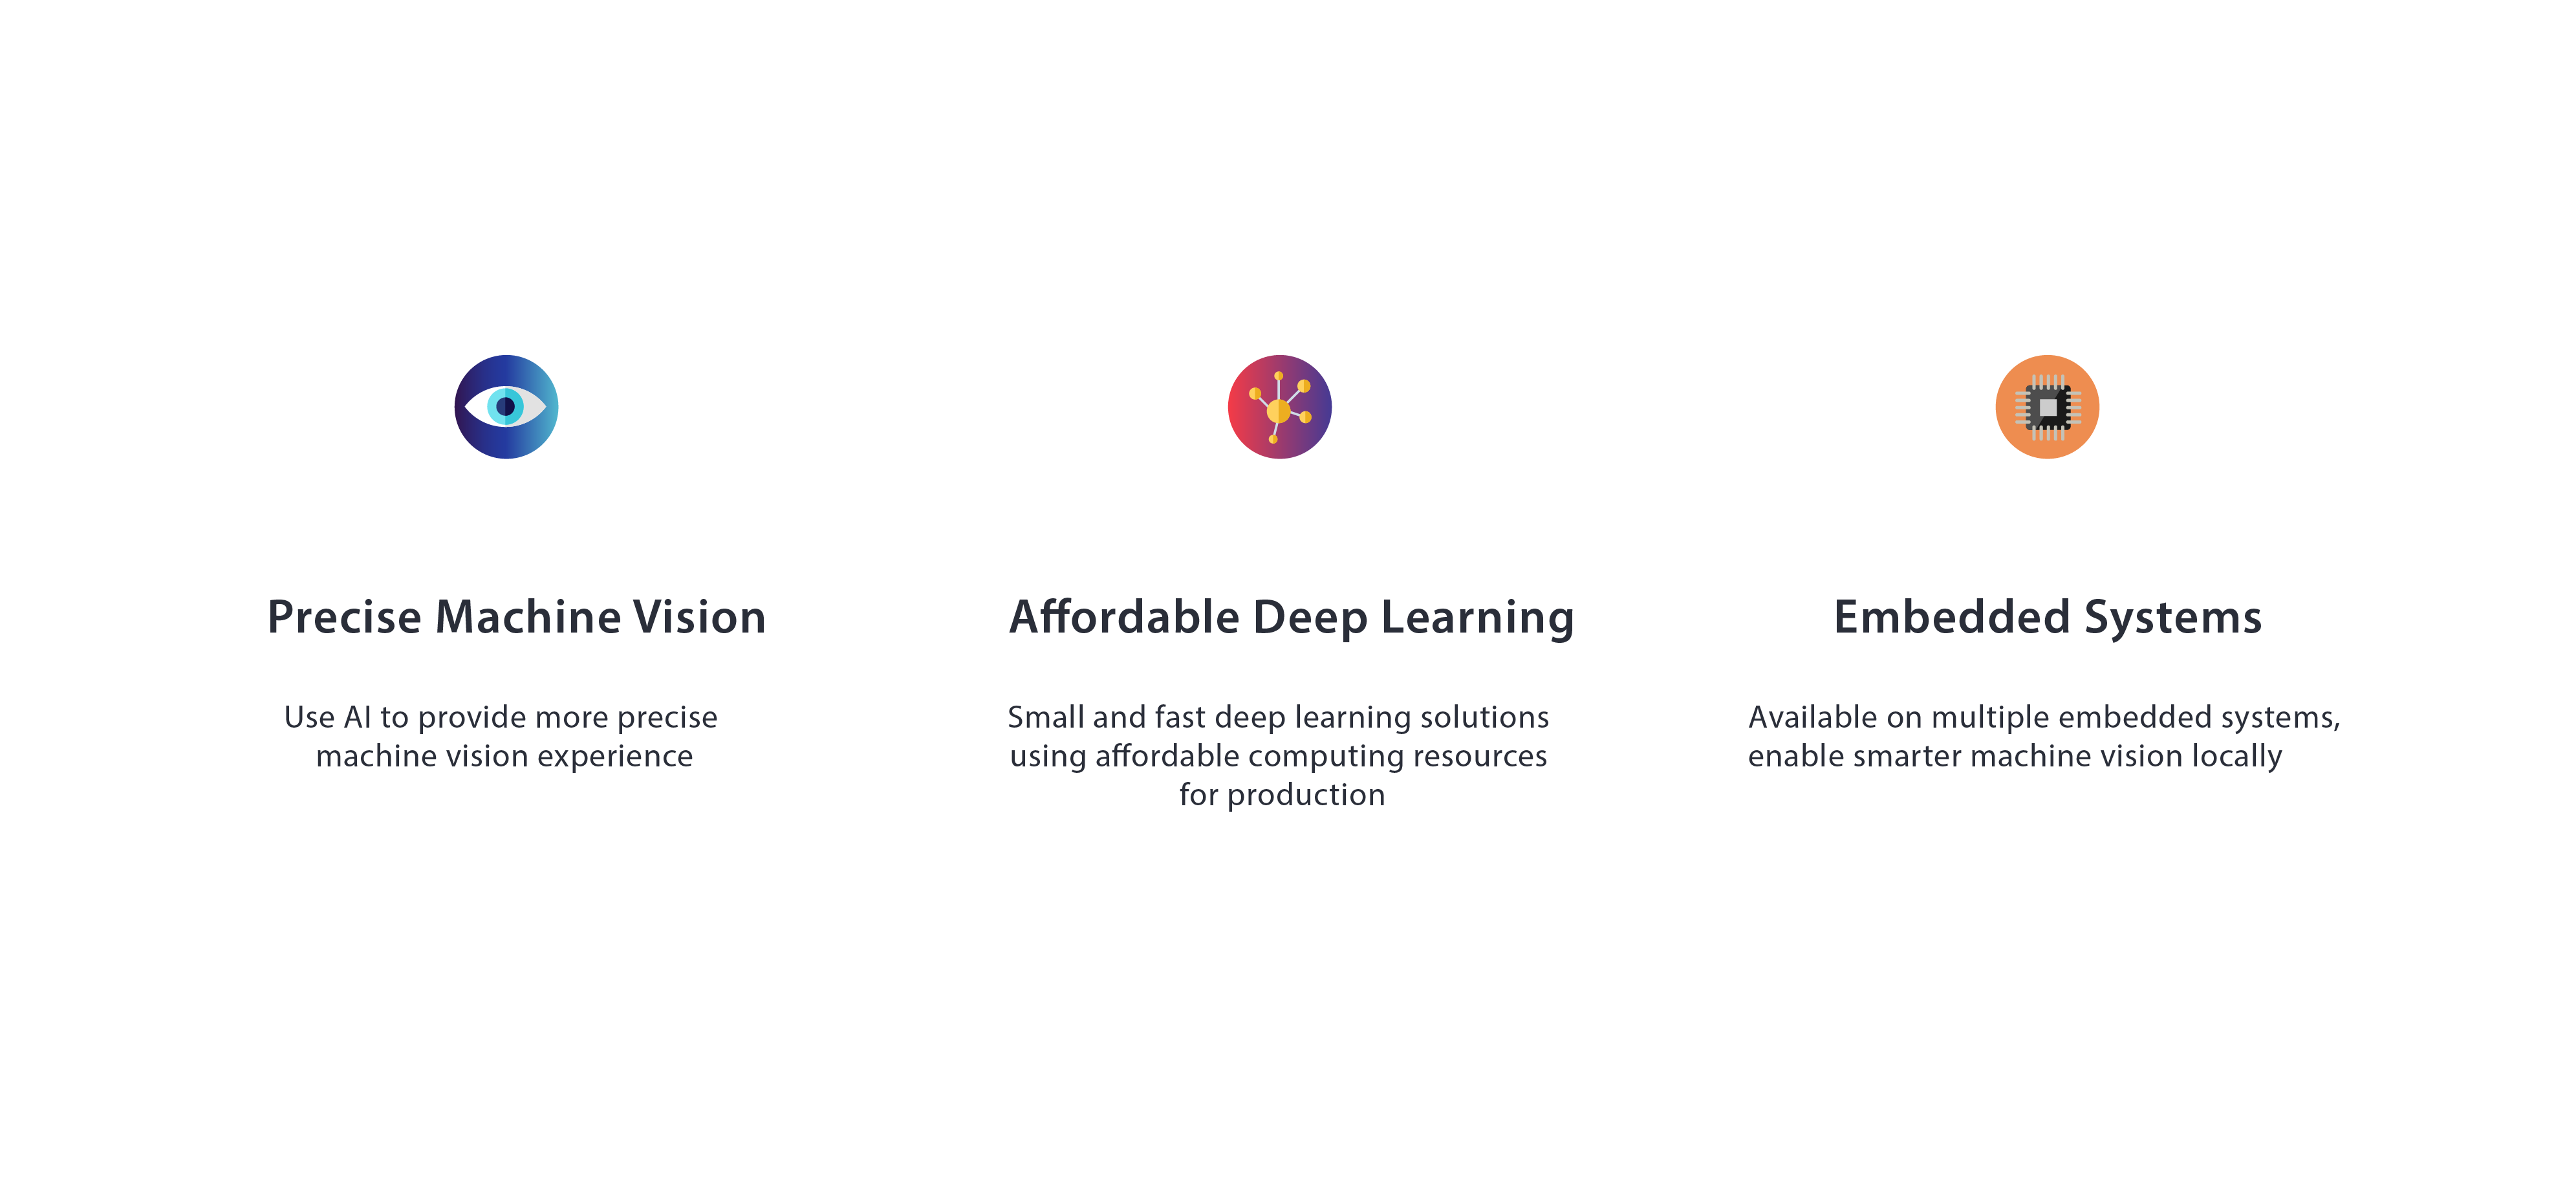 Precise Machine Vision
Use AI to provide more precise
machine vision experience
Affordable Deep Learning
Small and fast deep learning solutions
using affordable computing resources
for production
Embedded Systems
Available on multiple embedded systems,
enable smarter machine vision locally